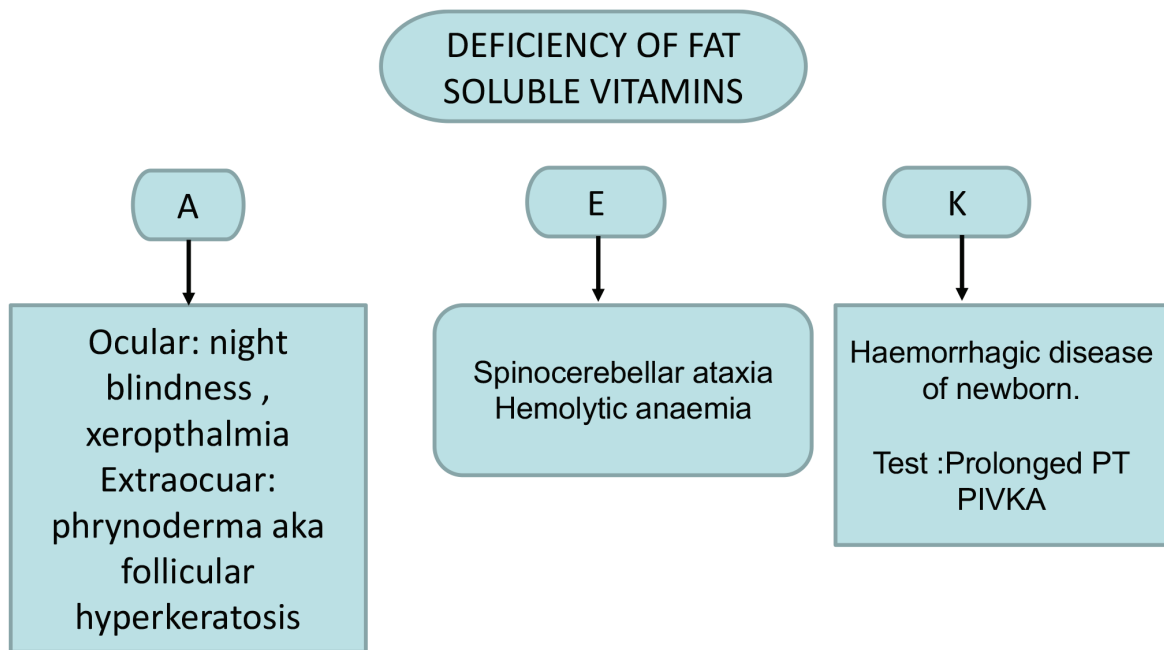 DEFICIENCY OF FAT
SOLUBLE VITAMINS
A
Ocular: night
blindness ,
xeropthalmia
Extraocuar:
phrynoderma aka
follicular
hyperkeratosis
E
Spinocerebellar ataxia
Hemolytic anaemia
K
Haemorrhagic disease
of newborn.
Test :Prolonged PT
PIVKA